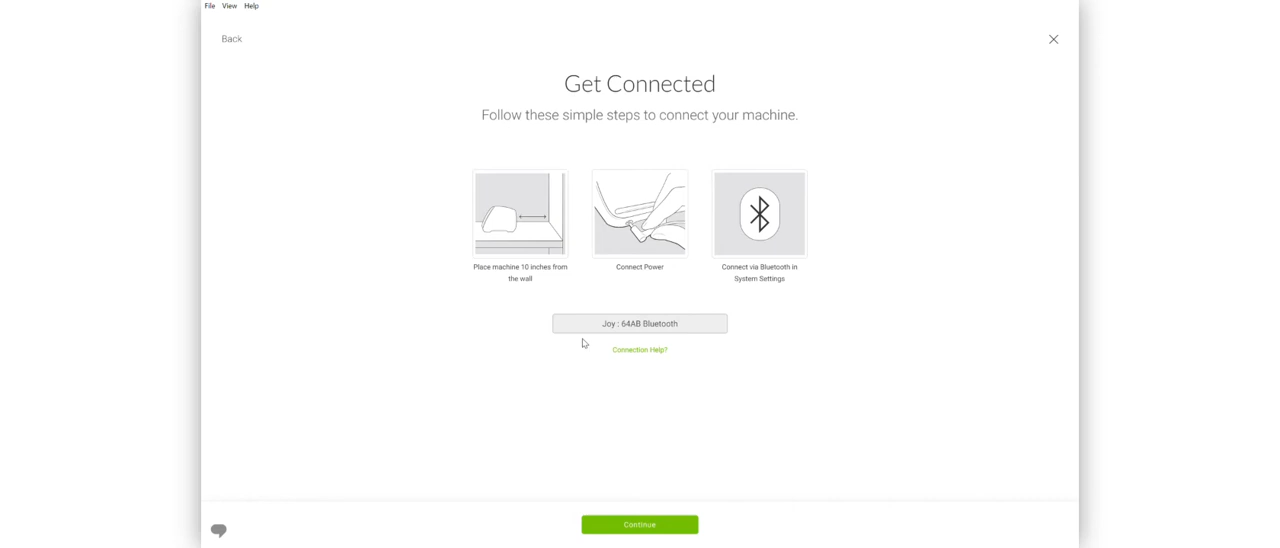 File View Help
Back
Get Connected
Follow these simple steps to connect your machine.
Place machine 10 inches from
the wall
Connect Power
Connect via Bluetooth in
System Settings
Joy : 64AB Bluetooth
Connection Help?
Continue